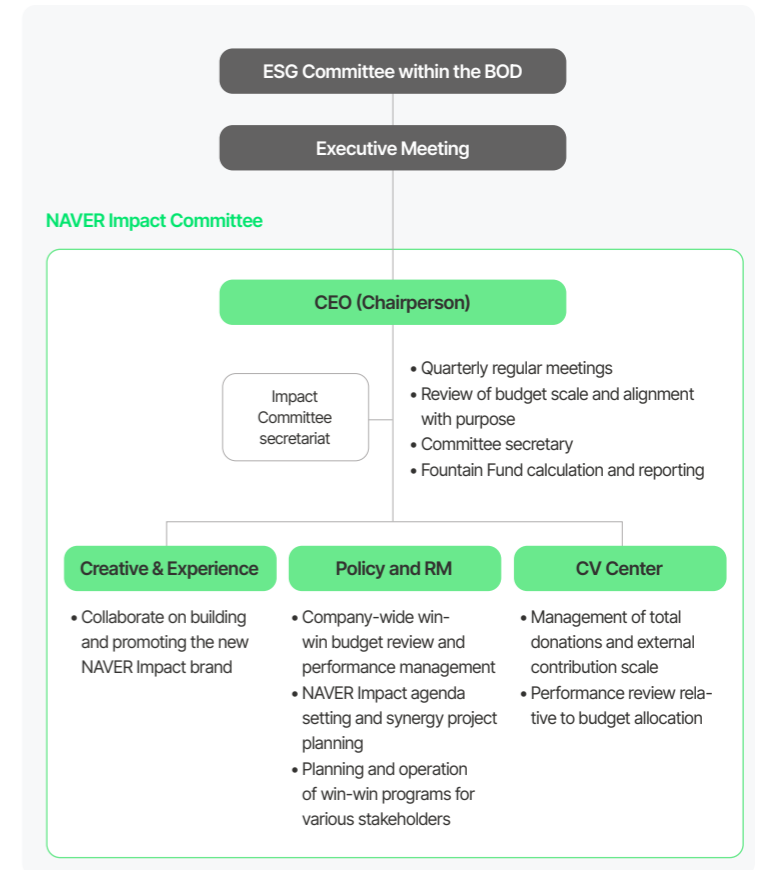 ESG Committee within the BOD
Executive Meeting
NAVER Impact Committee
CEO (Chairperson)
Impact
Committee
secretariat
• Quarterly regular meetings
• Review of budget scale and alignment
with purpose
• Committee secretary
• Fountain Fund calculation and reporting
Creative & Experience
• Collaborate on building
and promoting the new
NAVER Impact brand
Policy and RM
• Company-wide win-
win budget review and
performance management
• NAVER Impact agenda
setting and synergy project
planning
• Planning and operation
of win-win programs for
various stakeholders
CV Center
• Management of total
donations and external
contribution scale
• Performance review rela-
tive to budget allocation